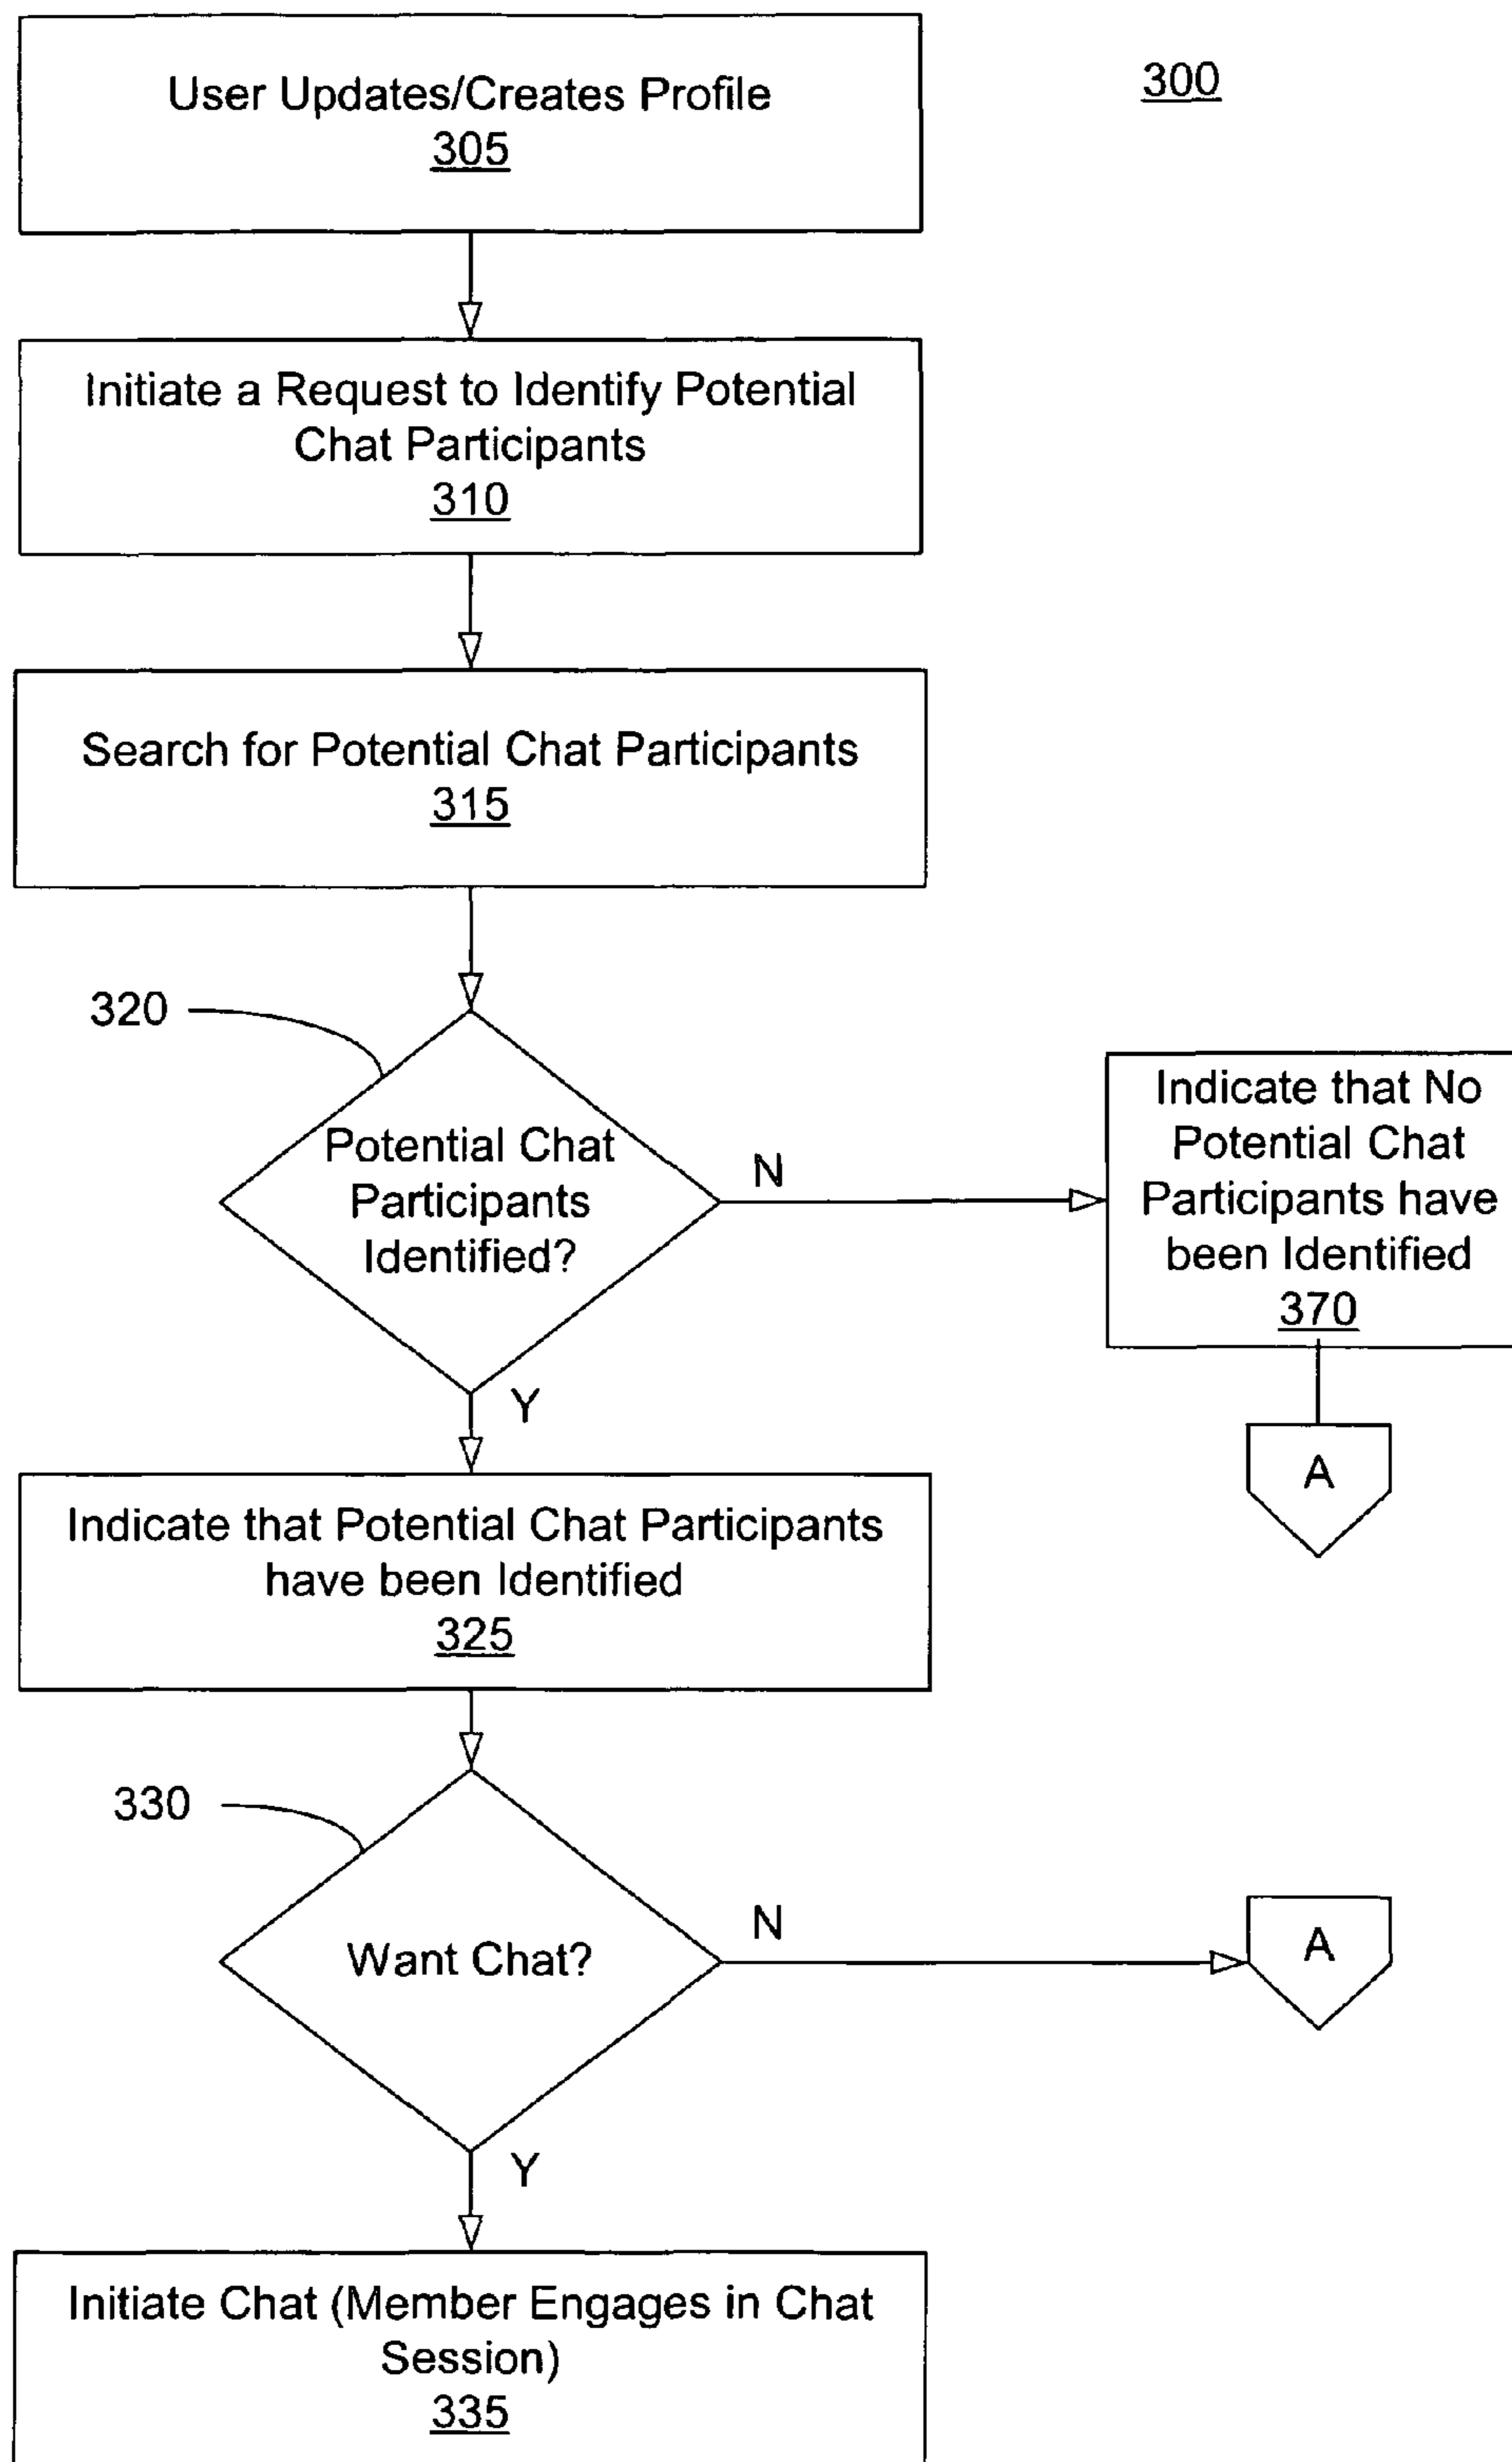 300
User Updates/Creates Profile
305
Initiate a Request to Identify Potential
Chat Participants
310
Search for Potential Chat Participants
315
320
Potential Chat
Participants
Identified?
N
Indicate that No
Potential Chat
Participants have
been Identified
370
A
Y
Indicate that Potential Chat Participants
have been Identified
325
330
Want Chat?
N
A
Y
Initiate Chat (Member Engages in Chat
Session)
335